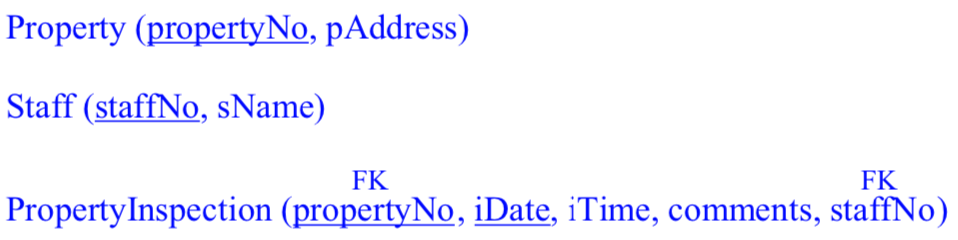 Property (propertyNo, pAddress)
Staff (staffNo, sName)
FK FK
PropertyInspection (propertyNo, iDate, iTime, comments, staffNo)